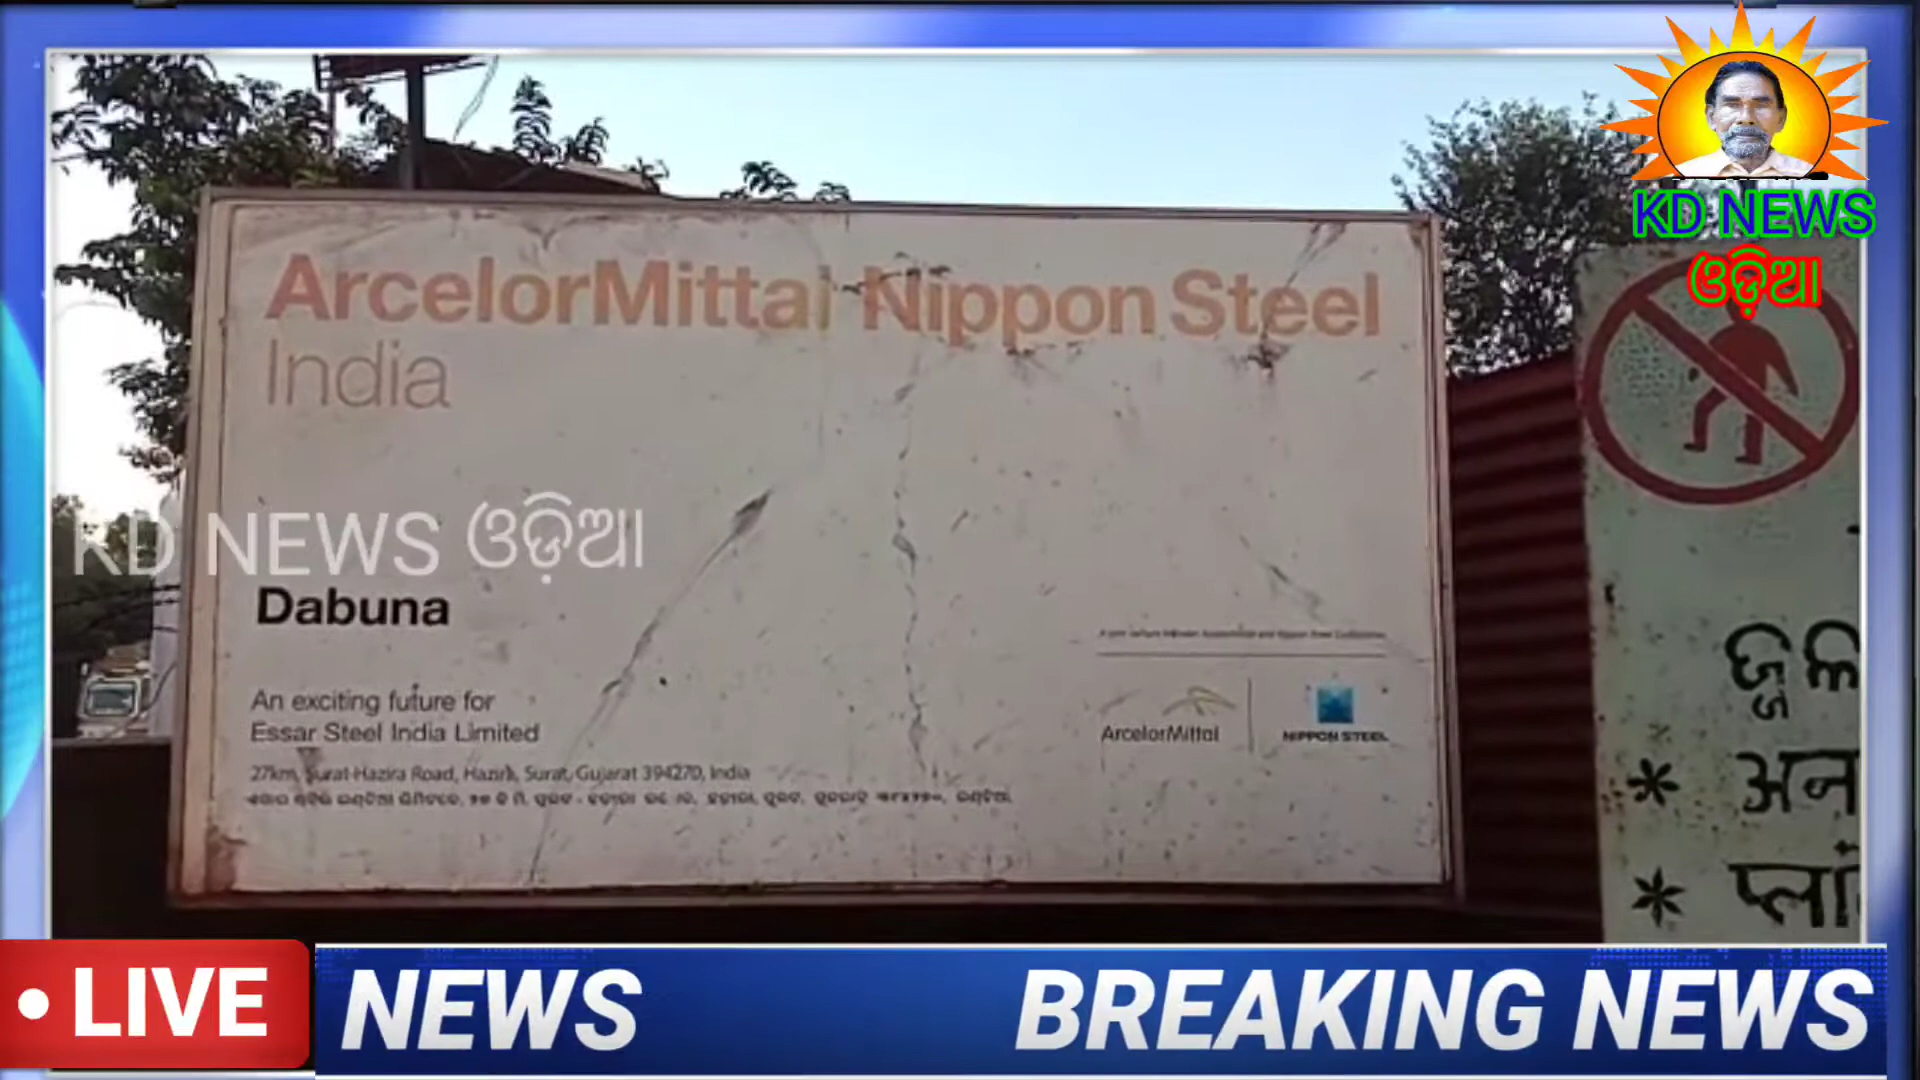 KD NEWS
ଓଡ଼ିଆ
ArcelorMittal Nippon Steel
India
KD NEWS ଓଡ଼ିଆ
Dabuna
An exciting future for
Essar Steel India Limited
27km, Surat-Hazira Road, Hazira, Surat, Gujarat 394270, India
ArcelorMittal
NIPPON STEEL
* अन
* प्लां
LIVE
NEWS
BREAKING NEWS